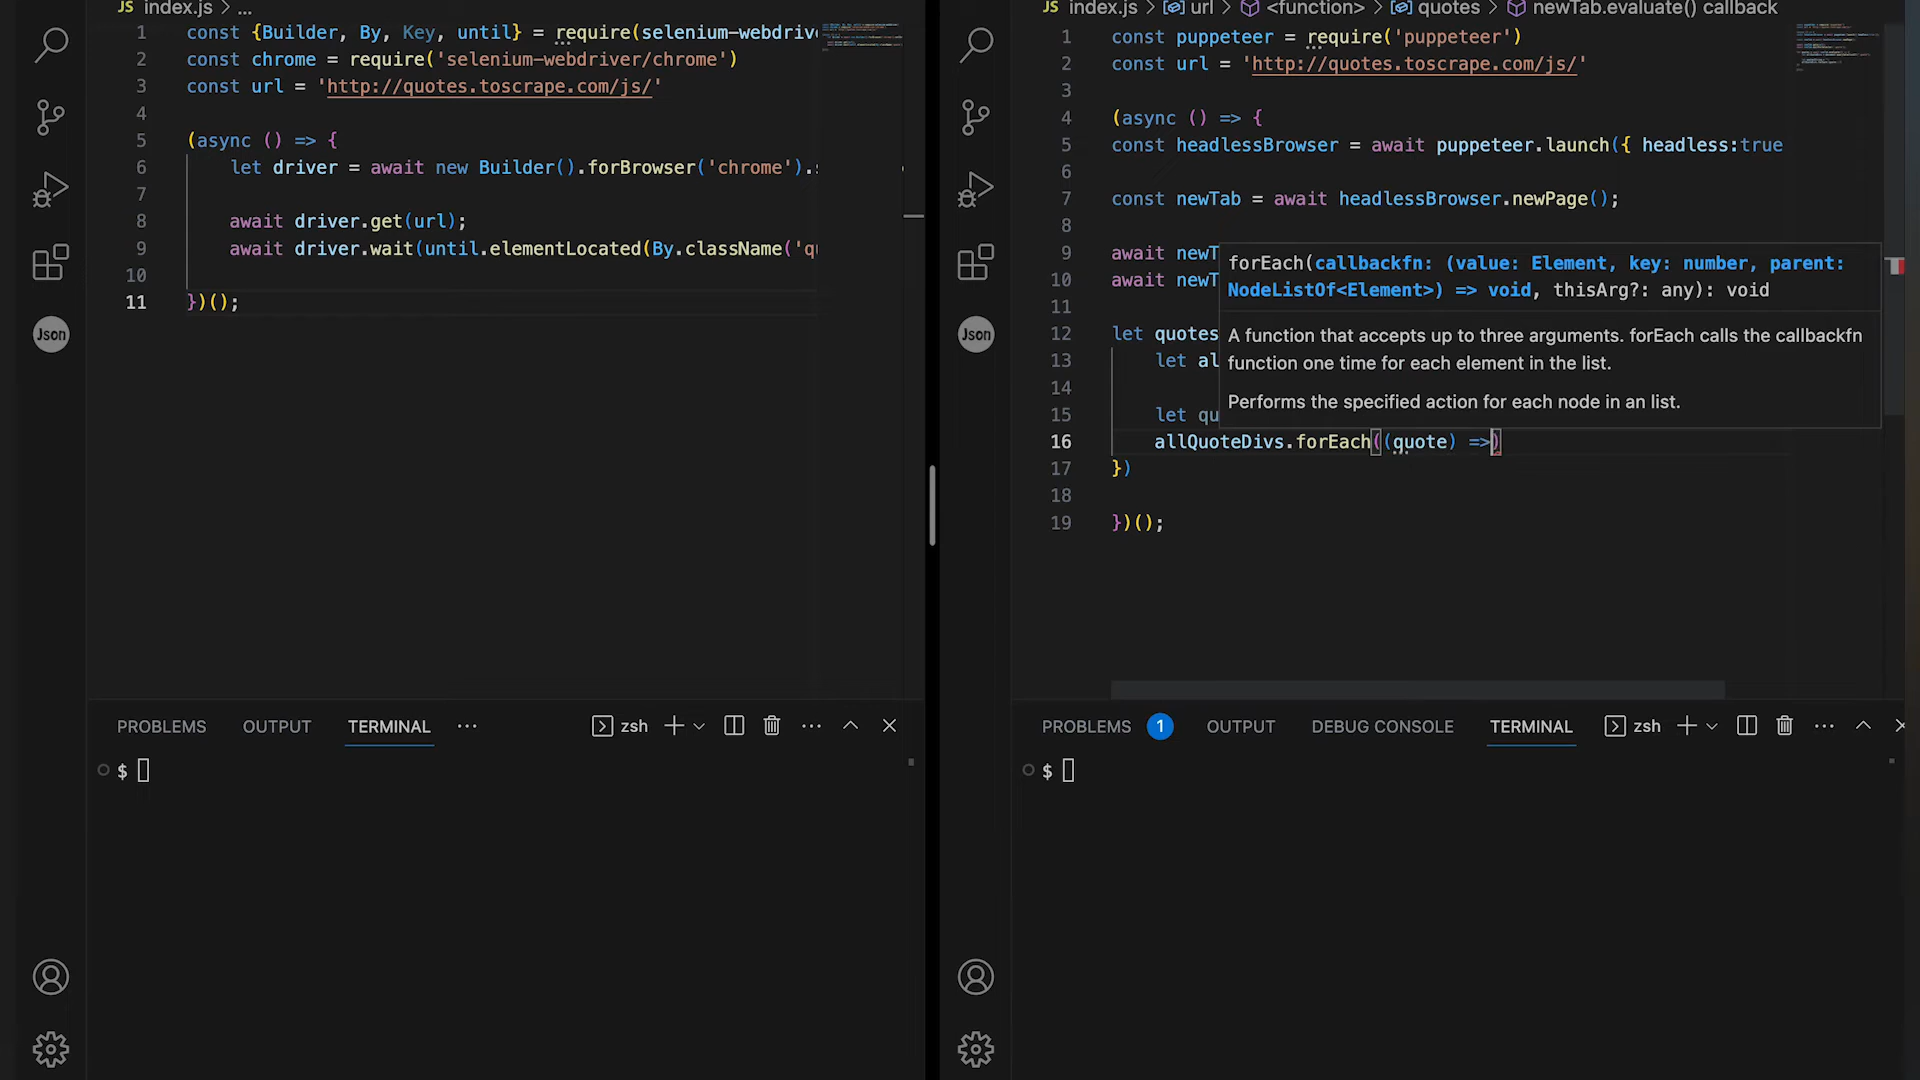 JS index.js > ...
1 const {Builder, By, Key, until} = require(selenium-webdrive
2 const chrome = require('selenium-webdriver/chrome')
3 const url = 'http://quotes.toscrape.com/js/'
4
5 (async () => {
6 let driver = await new Builder().forBrowser('chrome').s
7
8 await driver.get(url);
9 await driver.wait(until.elementLocated(By.className('qu
10
11 })();
Json
PROBLEMS OUTPUT TERMINAL ··· zsh
$
JS index.js > url > <function> > quotes > newTab.evaluate() callback
1 const puppeteer = require('puppeteer')
2 const url = 'http://quotes.toscrape.com/js/'
3
4 (async () => {
5 const headlessBrowser = await puppeteer.launch({ headless:true
6
7 const newTab = await headlessBrowser.newPage();
8
9 await newT
10 await newT
11
12 let quotes
13 let al
14
15 let qu
16 allQuoteDivs.forEach((quote) =>)
17 })
18
19 })();
forEach(callbackfn: (value: Element, key: number, parent:
NodeListOf<Element>) => void, thisArg?: any): void
A function that accepts up to three arguments. forEach calls the callbackfn
function one time for each element in the list.
Performs the specified action for each node in an list.
Json
PROBLEMS 1 OUTPUT DEBUG CONSOLE TERMINAL zsh
$